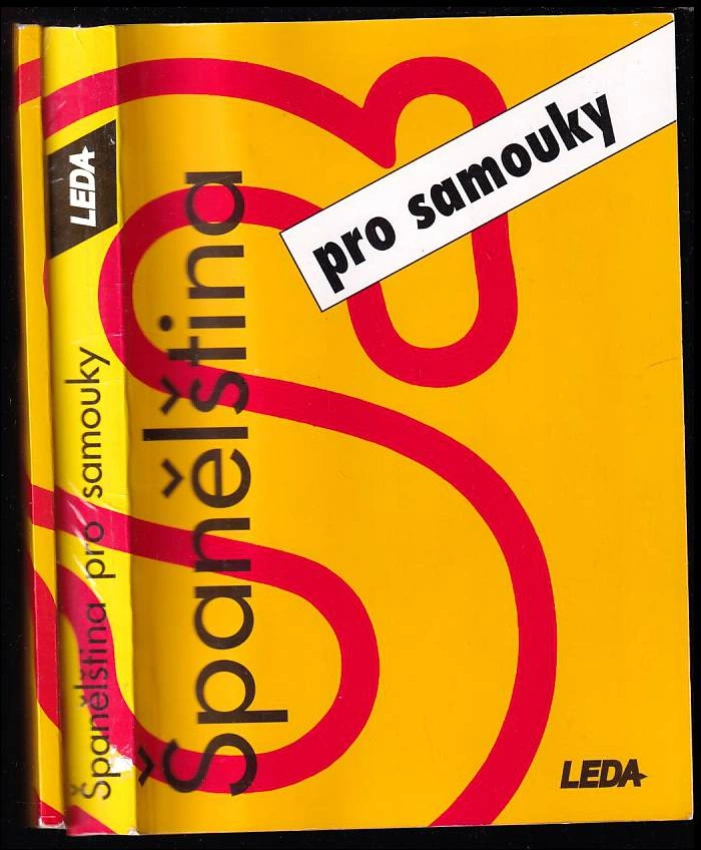 LEDA
Španělština pro samouky
Španělština
pro samouky
LEDA